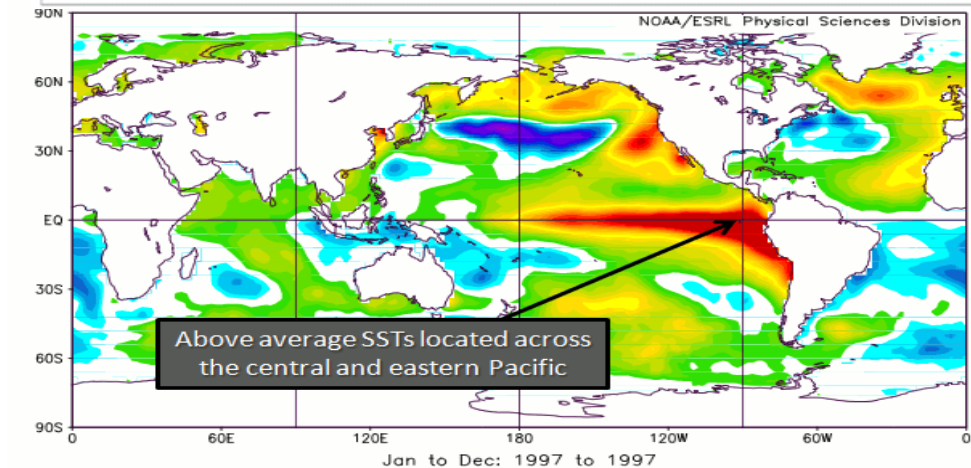 90N
NOAA/ESRL Physical Sciences Division
60N
30N
EQ
30S
Above average SSTs located across
the central and eastern Pacific
60S
90S
0 60E 120E 180 120W 60W 0
Jan to Dec: 1997 to 1997